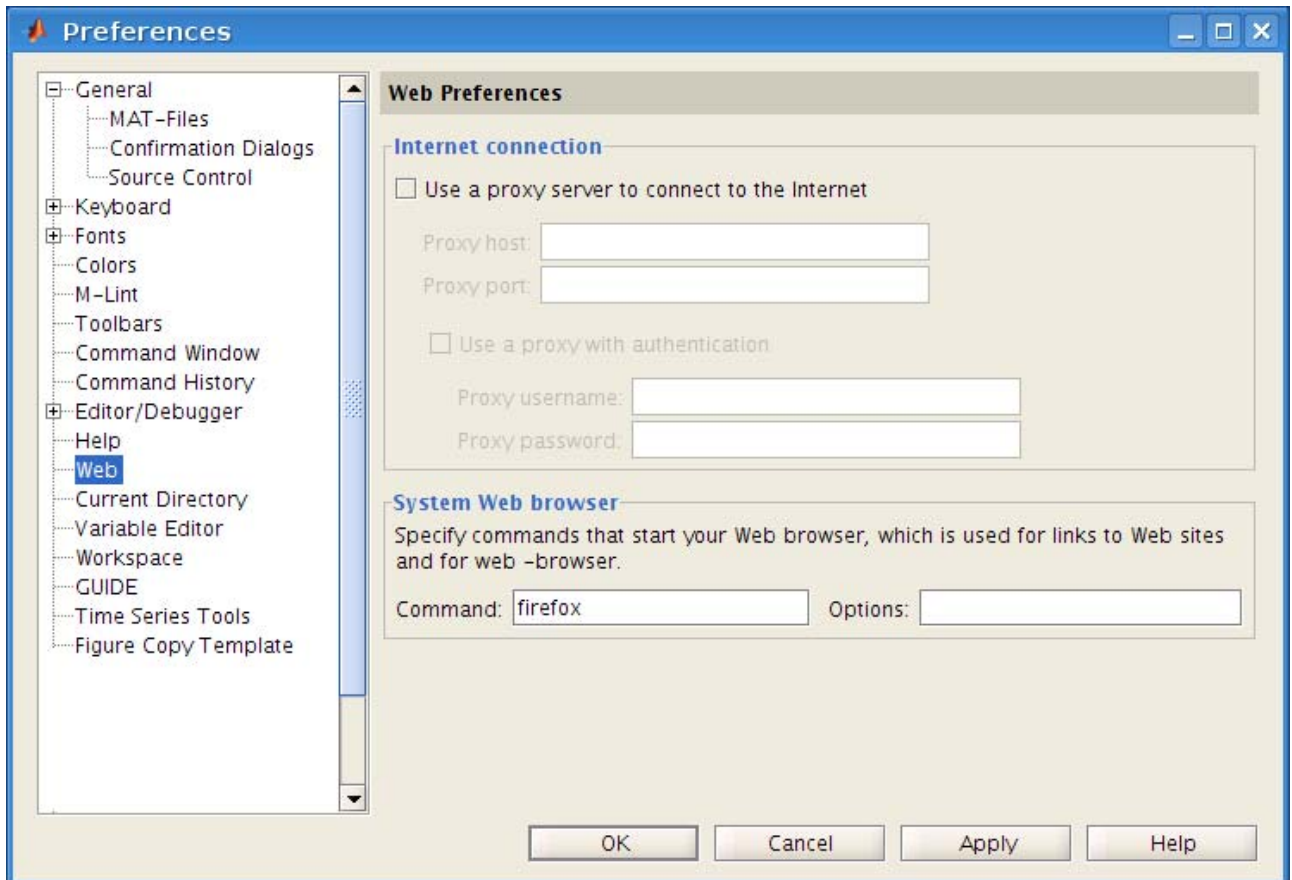 Preferences
General
MAT-Files
Confirmation Dialogs
Source Control
Keyboard
Fonts
Colors
M-Lint
Toolbars
Command Window
Command History
Editor/Debugger
Help
Web
Current Directory
Variable Editor
Workspace
GUIDE
Time Series Tools
Figure Copy Template
Web Preferences
Internet connection
Use a proxy server to connect to the Internet
Proxy host:
Proxy port:
Use a proxy with authentication
Proxy username:
Proxy password:
System Web browser
Specify commands that start your Web browser, which is used for links to Web sites
and for web -browser.
Command: firefox Options:
OK Cancel Apply Help